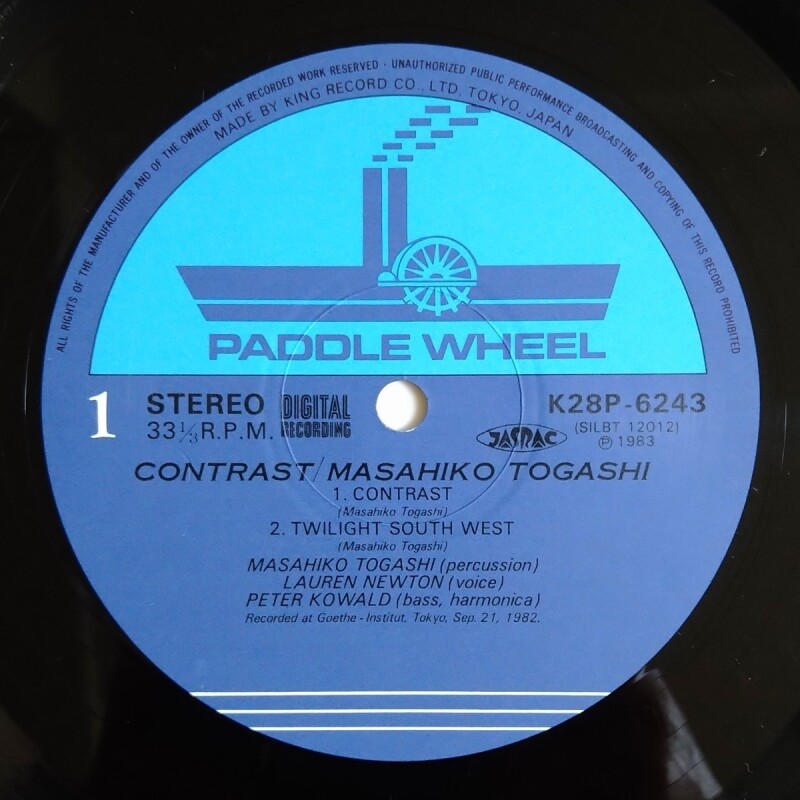 ALL RIGHTS OF THE MANUFACTURER AND OF THE OWNER OF THE RECORDED WORK RESERVED · UNAUTHORIZED PUBLIC PERFORMANCE BROADCASTING AND COPYING OF THIS RECORD PROHIBITED
MADE BY KING RECORD CO., LTD. TOKYO. JAPAN
PADDLE WHEEL
1 STEREO DIGITAL RECORDING K28P-6243
33⅓ R.P.M. JASRAC (SILBT 12012)
℗ 1983
CONTRAST/MASAHIKO TOGASHI
1. CONTRAST
(Masahiko Togashi)
2. TWILIGHT SOUTH WEST
(Masahiko Togashi)
MASAHIKO TOGASHI (percussion)
LAUREN NEWTON (voice)
PETER KOWALD (bass, harmonica)
Recorded at Goethe-Institut, Tokyo, Sep. 21, 1982.